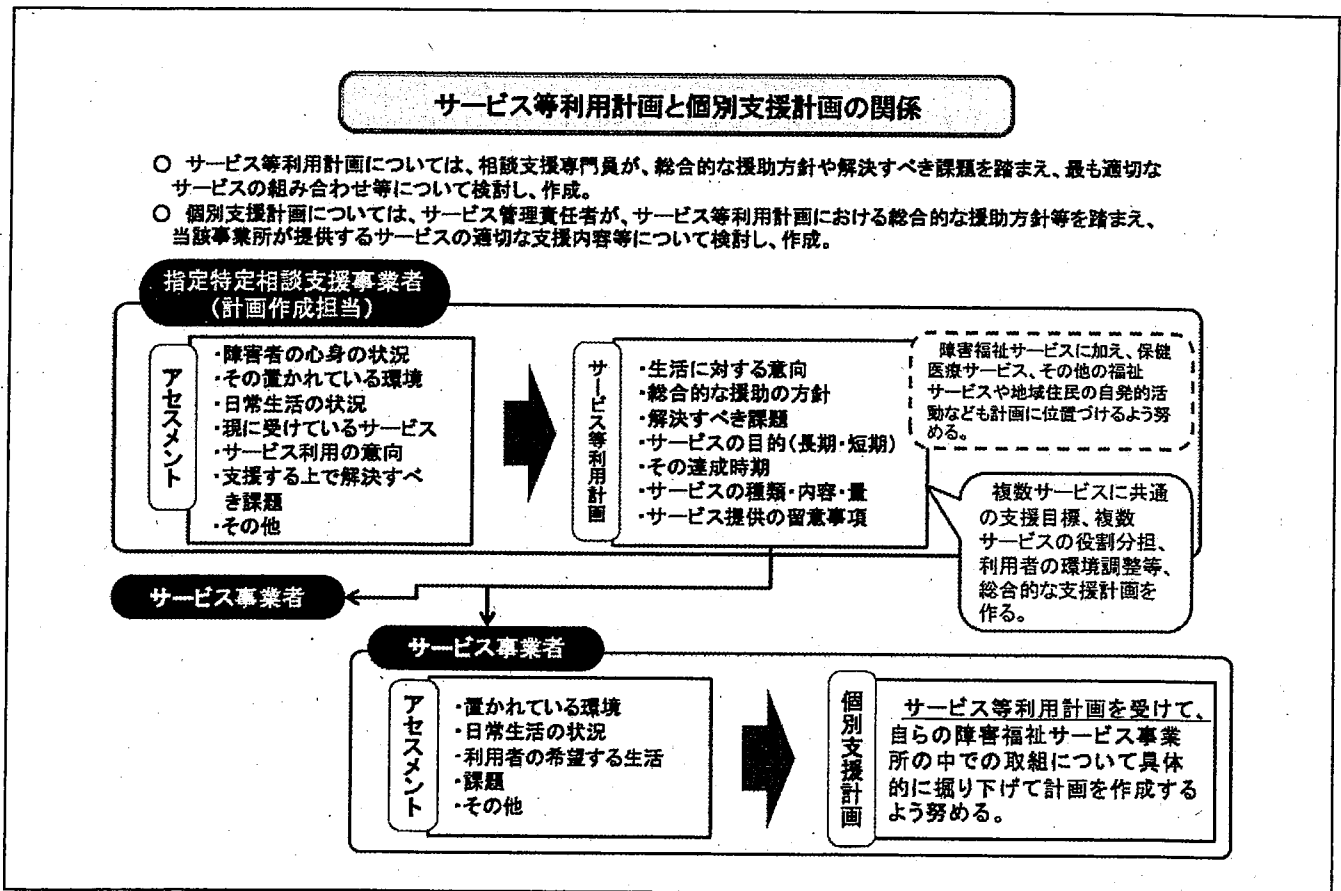 サービス等利用計画と個別支援計画の関係
○ サービス等利用計画については、相談支援専門員が、総合的な援助方針や解決すべき課題を踏まえ、最も適切な
サービスの組み合わせ等について検討し、作成。
○ 個別支援計画については、サービス管理責任者が、サービス等利用計画における総合的な援助方針等を踏まえ、
当該事業所が提供するサービスの適切な支援内容等について検討し、作成。
指定特定相談支援事業者
(計画作成担当)
アセスメント
・障害者の心身の状況
・その置かれている環境
・日常生活の状況
・現に受けているサービス
・サービス利用の意向
・支援する上で解決すべ
き課題
・その他
サービス等利用計画
・生活に対する意向
・総合的な援助の方針
・解決すべき課題
・サービスの目的(長期・短期)
・その達成時期
・サービスの種類・内容・量
・サービス提供の留意事項
障害福祉サービスに加え、保健
医療サービス、その他の福祉
サービスや地域住民の自発的活
動なども計画に位置づけるよう努
める。
複数サービスに共通
の支援目標、複数
サービスの役割分担、
利用者の環境調整等、
総合的な支援計画を
作る。
サービス事業者
サービス事業者
アセスメント
・置かれている環境
・日常生活の状況
・利用者の希望する生活
・課題
・その他
個別支援計画
サービス等利用計画を受けて、
自らの障害福祉サービス事業
所の中での取組について具体
的に掘り下げて計画を作成する
よう努める。